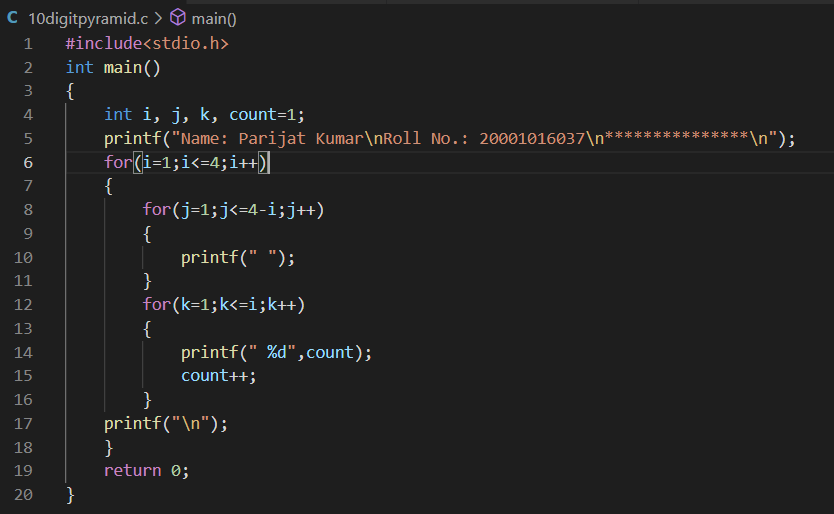 C 10digitpyramid.c > main()
1 #include<stdio.h>
2 int main()
3 {
4 int i, j, k, count=1;
5 printf("Name: Parijat Kumar\nRoll No.: 20001016037\n***************\n");
6 for(i=1;i<=4;i++)
7 {
8 for(j=1;j<=4-i;j++)
9 {
10 printf(" ");
11 }
12 for(k=1;k<=i;k++)
13 {
14 printf(" %d",count);
15 count++;
16 }
17 printf("\n");
18 }
19 return 0;
20 }